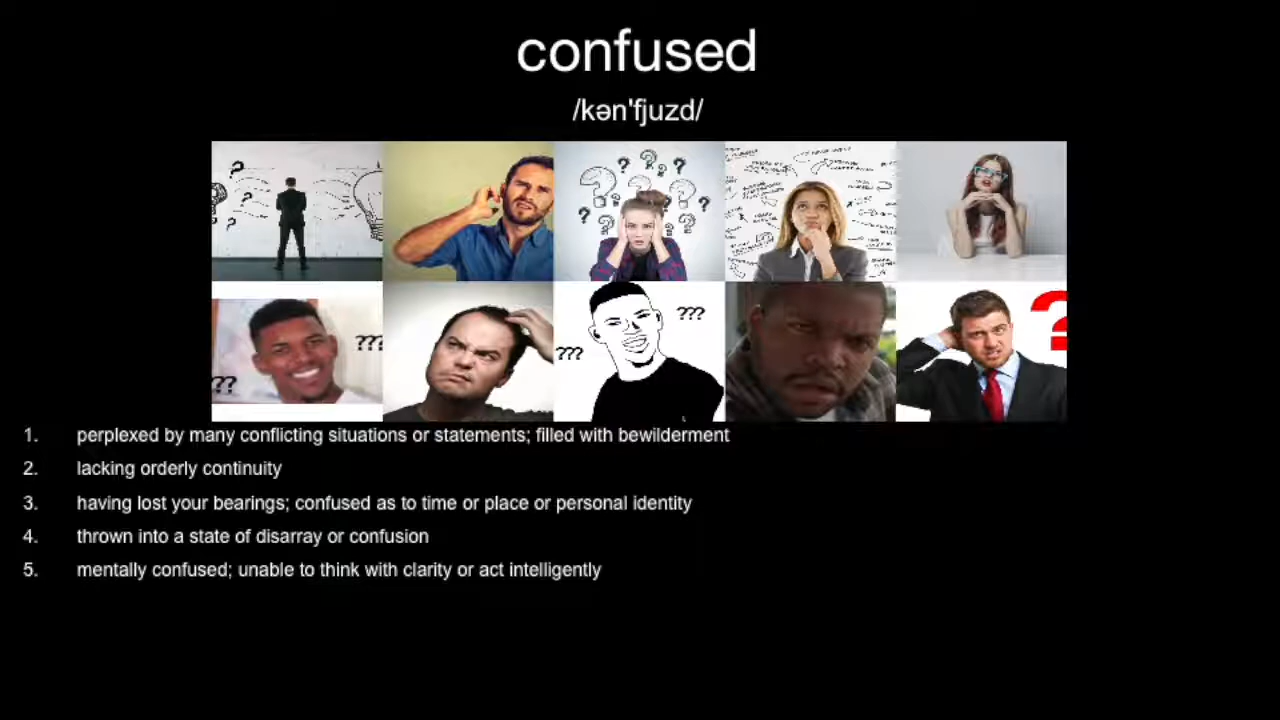 confused
/kən'fjuzd/
???
??
???
???
1. perplexed by many conflicting situations or statements; filled with bewilderment
2. lacking orderly continuity
3. having lost your bearings; confused as to time or place or personal identity
4. thrown into a state of disarray or confusion
5. mentally confused; unable to think with clarity or act intelligently